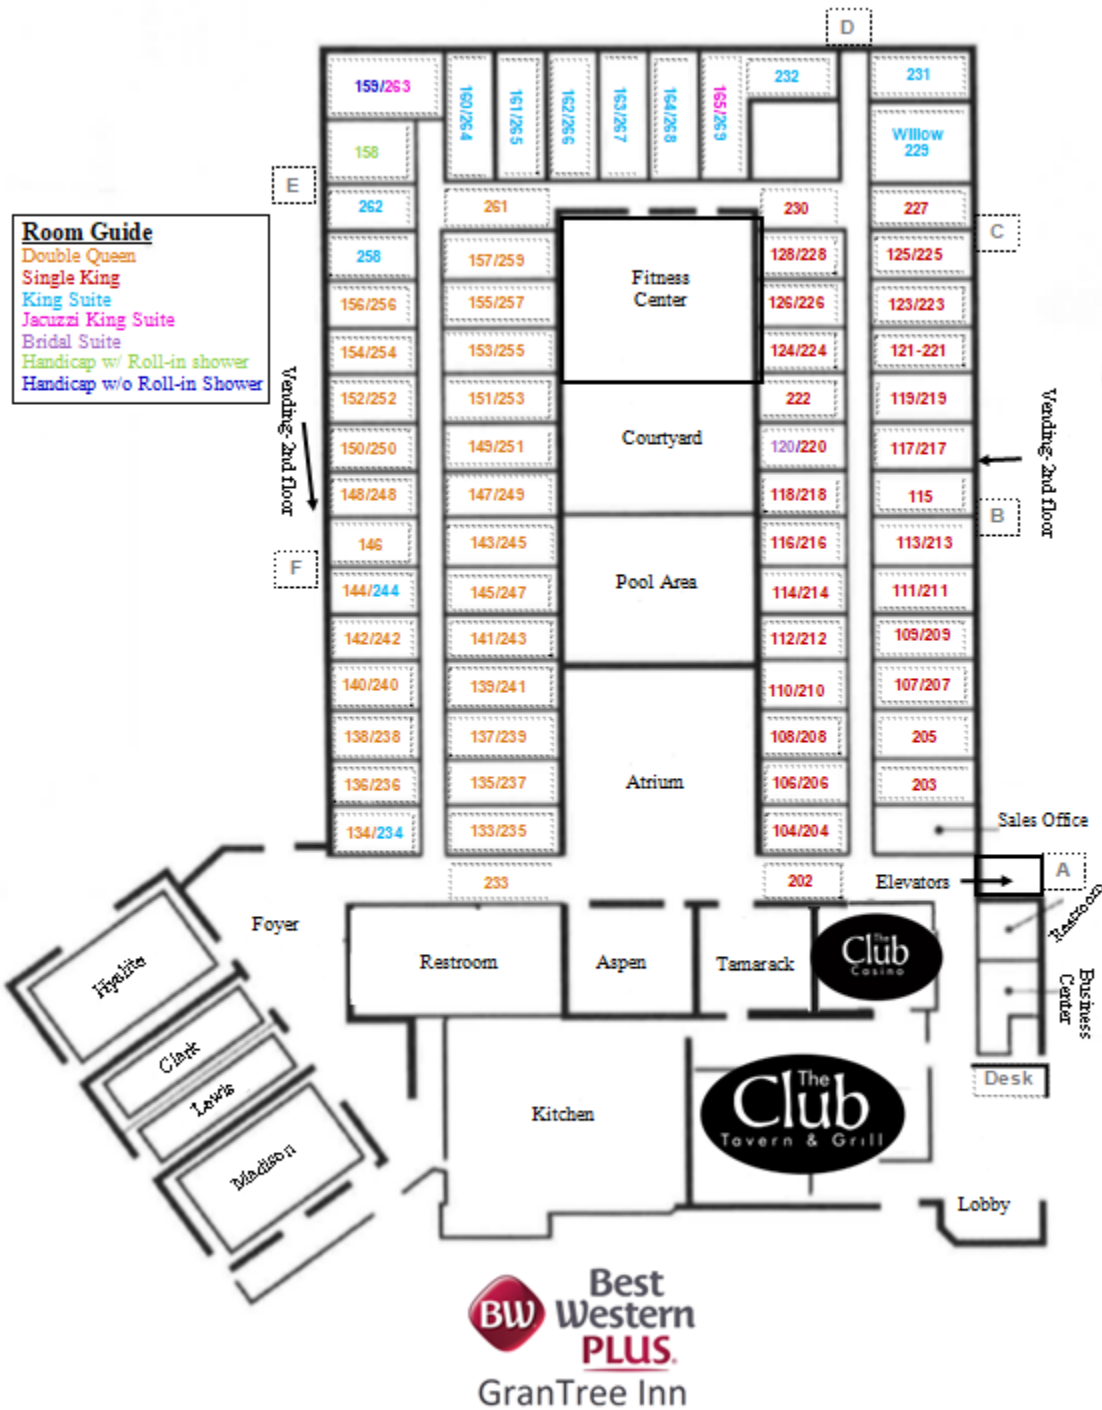 D
159/263
160/264
161/265
162/266
163/267
164/268
165/269
232
231
158
Willow
229
E
262
261
230
227
C
Room Guide
Double Queen
Single King
King Suite
Jacuzzi King Suite
Bridal Suite
Handicap w/ Roll-in shower
Handicap w/o Roll-in Shower
258
157/259
Fitness
Center
128/228
125/225
156/256
155/257
126/226
123/223
154/254
153/255
124/224
121-221
Vending- 2nd floor
152/252
151/253
222
119/219
Vending- 2nd floor
150/250
149/251
Courtyard
120/220
117/217
148/248
147/249
118/218
115
B
146
143/245
116/216
113/213
F
144/244
145/247
Pool Area
114/214
111/211
142/242
141/243
112/212
109/209
140/240
139/241
110/210
107/207
138/238
137/239
108/208
205
136/236
135/237
Atrium
106/206
203
134/234
133/235
104/204
Sales Office
233
202
Elevators
A
Restroom
Foyer
Restroom
Aspen
Tamarack
The
Club
Casino
Hyalite
Business
Center
Clark
Lewis
Madison
Desk
Kitchen
The
Club
Tavern & Grill
Lobby
BW
Best
Western
PLUS.
GranTree Inn